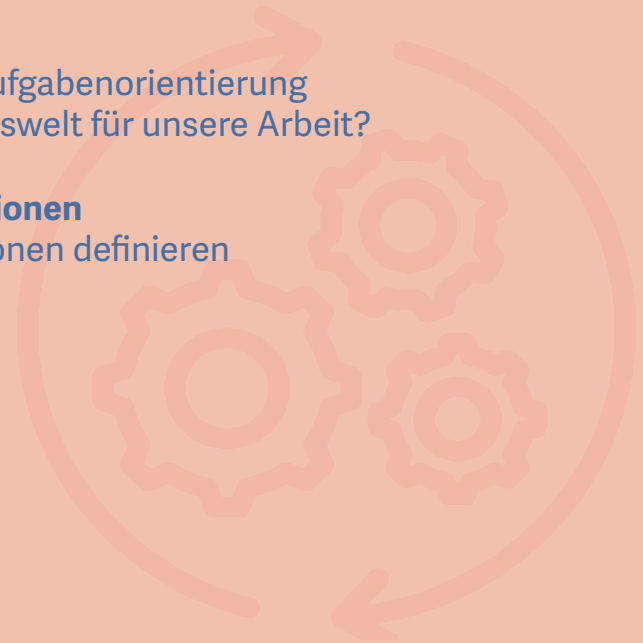 ufgabenorientierung
swelt für unsere Arbeit?
ionen
onen definieren